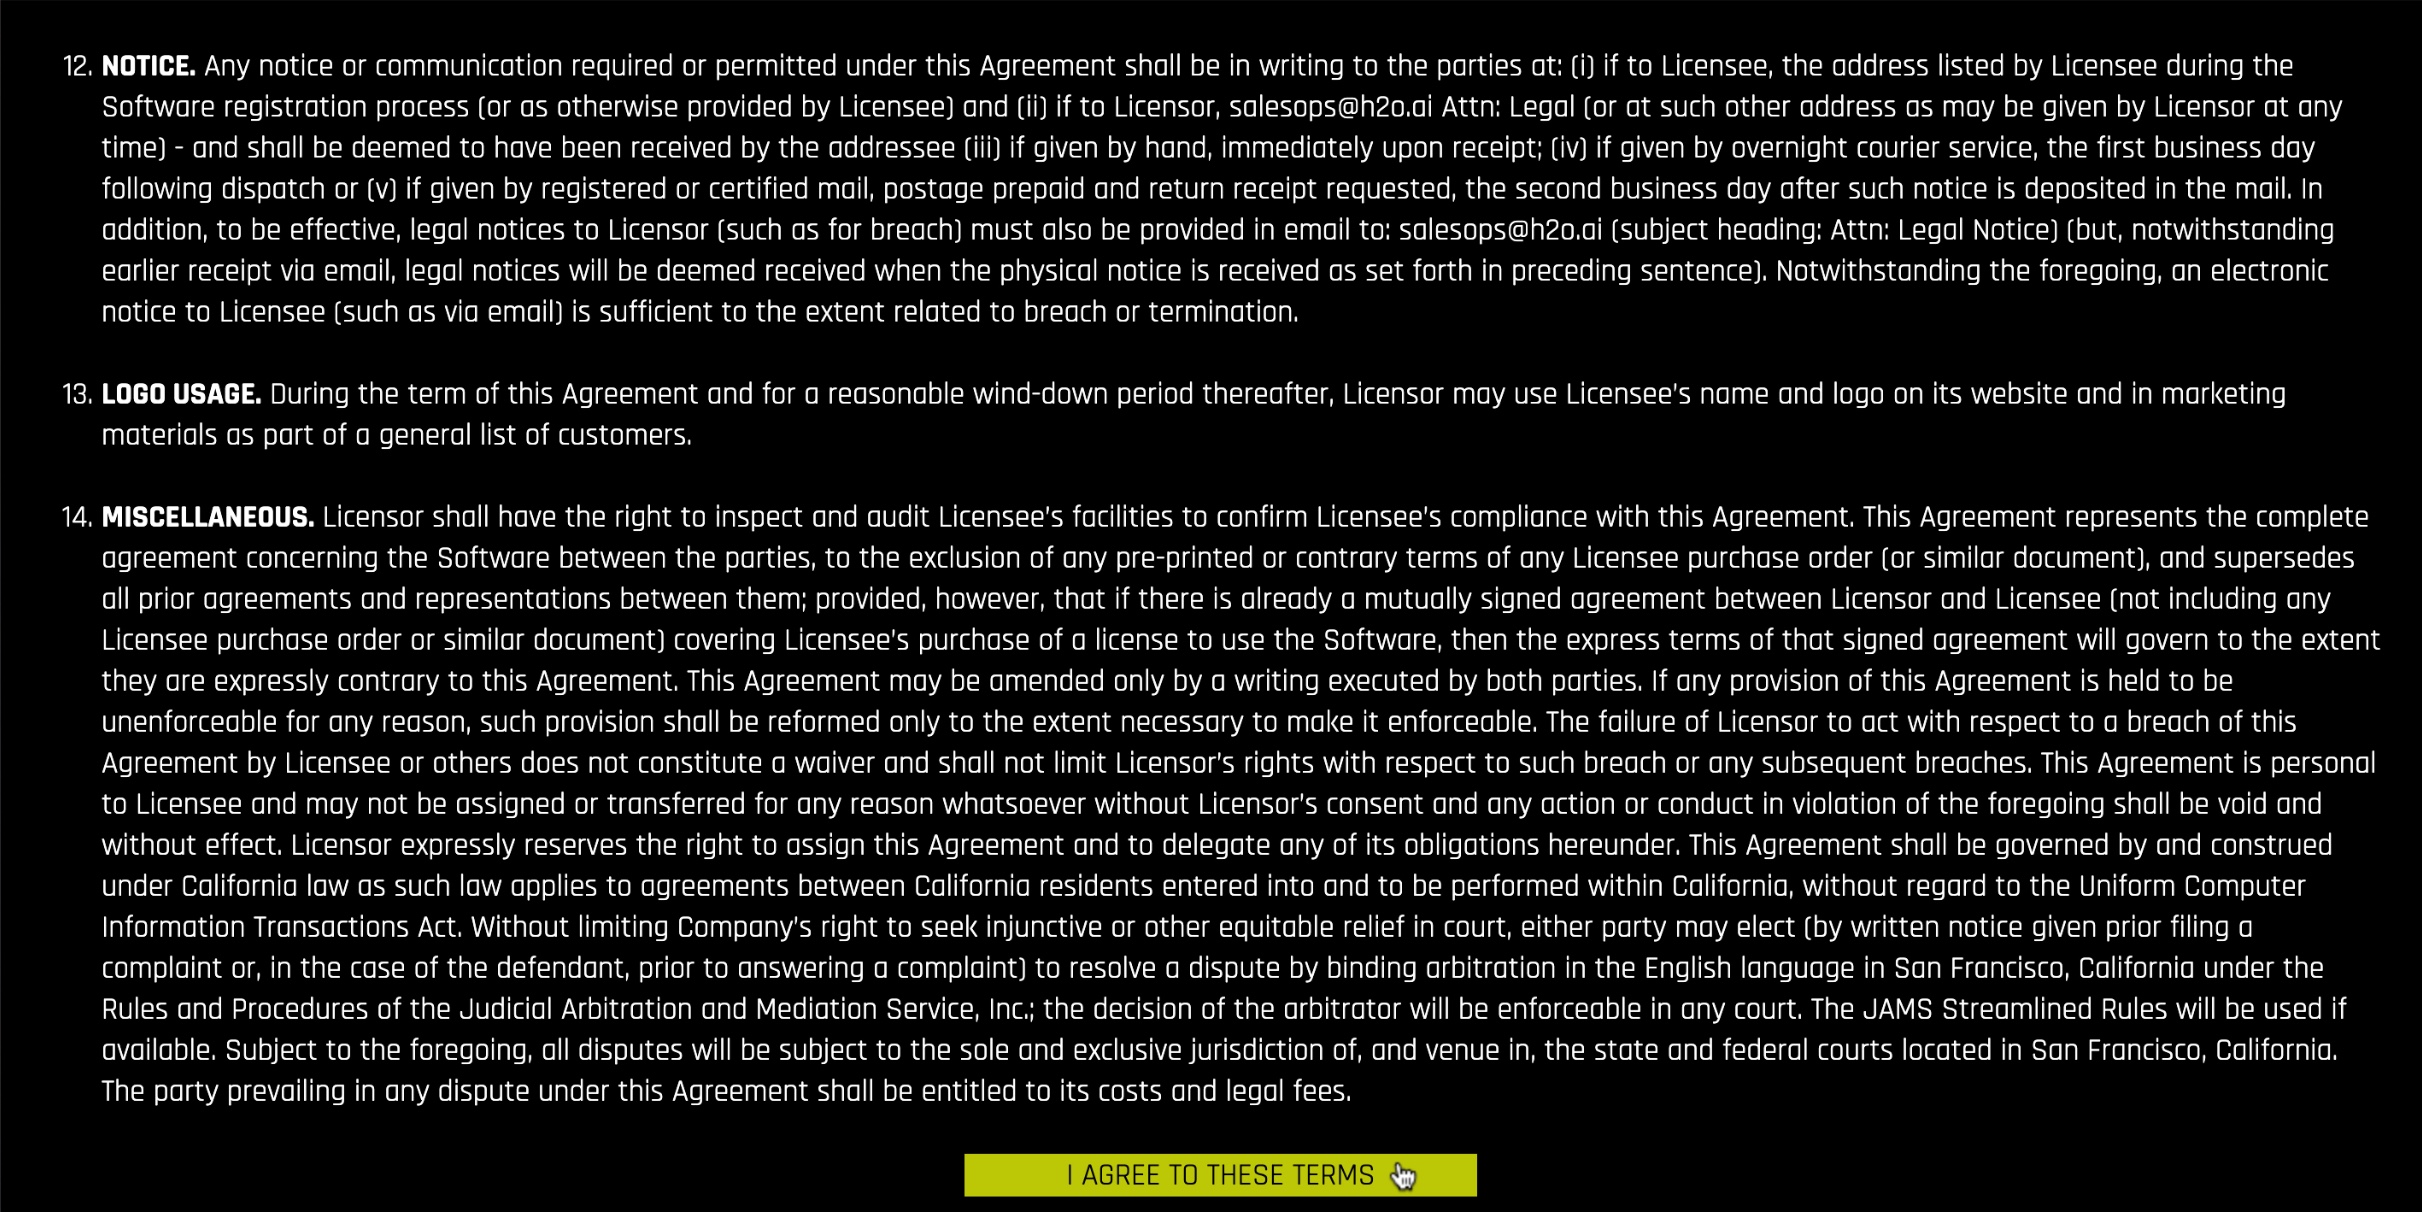 12. NOTICE. Any notice or communication required or permitted under this Agreement shall be in writing to the parties at: (i) if to Licensee, the address listed by Licensee during the
Software registration process (or as otherwise provided by Licensee) and (ii) if to Licensor, salesops@h2o.ai Attn: Legal (or at such other address as may be given by Licensor at any
time) - and shall be deemed to have been received by the addressee (iii) if given by hand, immediately upon receipt; (iv) if given by overnight courier service, the first business day
following dispatch or (v) if given by registered or certified mail, postage prepaid and return receipt requested, the second business day after such notice is deposited in the mail. In
addition, to be effective, legal notices to Licensor (such as for breach) must also be provided in email to: salesops@h2o.ai (subject heading: Attn: Legal Notice) (but, notwithstanding
earlier receipt via email, legal notices will be deemed received when the physical notice is received as set forth in preceding sentence). Notwithstanding the foregoing, an electronic
notice to Licensee (such as via email) is sufficient to the extent related to breach or termination.
13. LOGO USAGE. During the term of this Agreement and for a reasonable wind-down period thereafter, Licensor may use Licensee's name and logo on its website and in marketing
materials as part of a general list of customers.
14. MISCELLANEOUS. Licensor shall have the right to inspect and audit Licensee's facilities to confirm Licensee's compliance with this Agreement. This Agreement represents the complete
agreement concerning the Software between the parties, to the exclusion of any pre-printed or contrary terms of any Licensee purchase order (or similar document), and supersedes
all prior agreements and representations between them; provided, however, that if there is already a mutually signed agreement between Licensor and Licensee (not including any
Licensee purchase order or similar document) covering Licensee's purchase of a license to use the Software, then the express terms of that signed agreement will govern to the extent
they are expressly contrary to this Agreement. This Agreement may be amended only by a writing executed by both parties. If any provision of this Agreement is held to be
unenforceable for any reason, such provision shall be reformed only to the extent necessary to make it enforceable. The failure of Licensor to act with respect to a breach of this
Agreement by Licensee or others does not constitute a waiver and shall not limit Licensor's rights with respect to such breach or any subsequent breaches. This Agreement is personal
to Licensee and may not be assigned or transferred for any reason whatsoever without Licensor's consent and any action or conduct in violation of the foregoing shall be void and
without effect. Licensor expressly reserves the right to assign this Agreement and to delegate any of its obligations hereunder. This Agreement shall be governed by and construed
under California law as such law applies to agreements between California residents entered into and to be performed within California, without regard to the Uniform Computer
Information Transactions Act. Without limiting Company's right to seek injunctive or other equitable relief in court, either party may elect (by written notice given prior filing a
complaint or, in the case of the defendant, prior to answering a complaint) to resolve a dispute by binding arbitration in the English language in San Francisco, California under the
Rules and Procedures of the Judicial Arbitration and Mediation Service, Inc.; the decision of the arbitrator will be enforceable in any court. The JAMS Streamlined Rules will be used if
available. Subject to the foregoing, all disputes will be subject to the sole and exclusive jurisdiction of, and venue in, the state and federal courts located in San Francisco, California.
The party prevailing in any dispute under this Agreement shall be entitled to its costs and legal fees.
I AGREE TO THESE TERMS